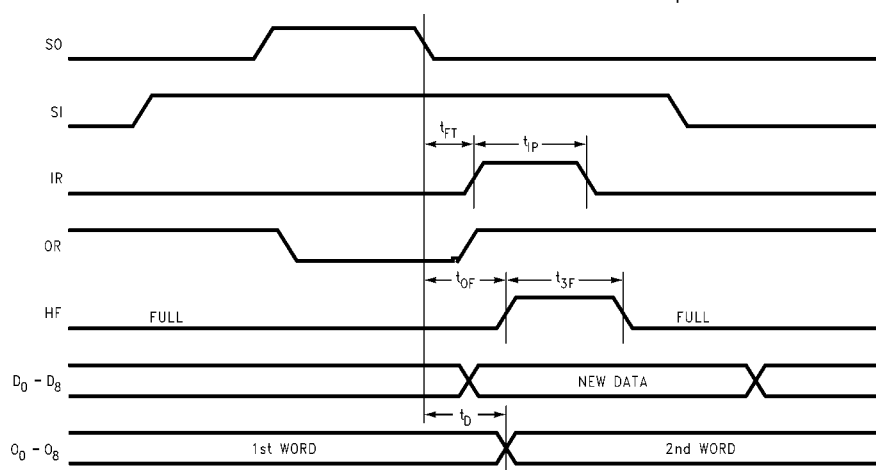 SO
SI
t_FT
t_IP
IR
OR
t_OF
t_3F
HF FULL FULL
D_0 - D_8 NEW DATA
t_D
O_0 - O_8 1st WORD 2nd WORD